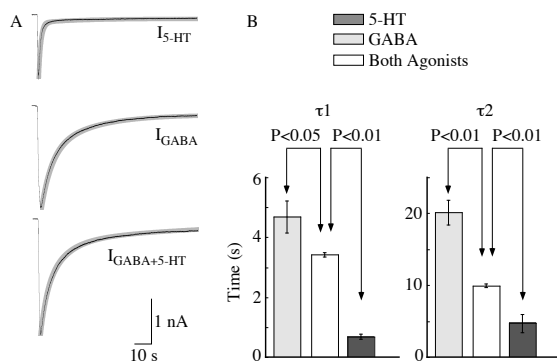 A
B
I5-HT
IGABA
IGABA+5-HT
1 nA
10 s
5-HT
GABA
Both Agonists
τ1
τ2
P<0.05 P<0.01
P<0.01 P<0.01
Time (s)
6
4
2
0
20
10
0